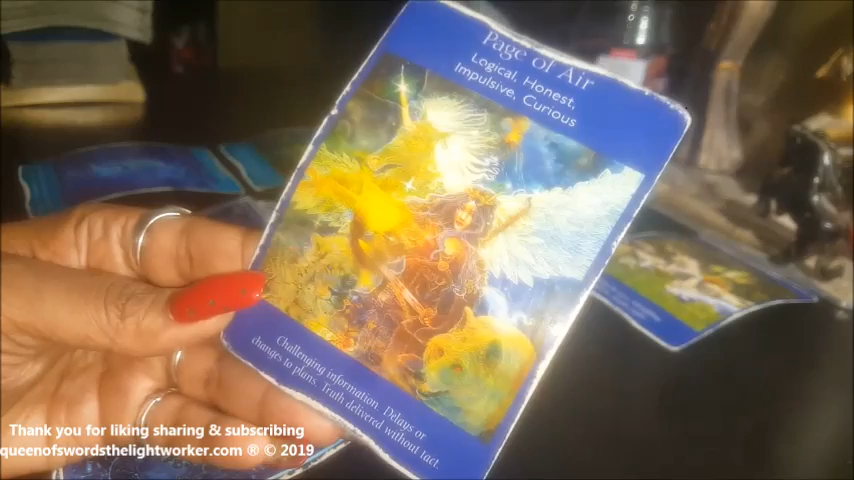 Page of Air
Logical, Honest,
Impulsive, Curious
Challenging information. Delays or
changes to plans. Truth delivered without tact.
Thank you for liking sharing & subscribing
queenofswordsthelightworker.com ® © 2019